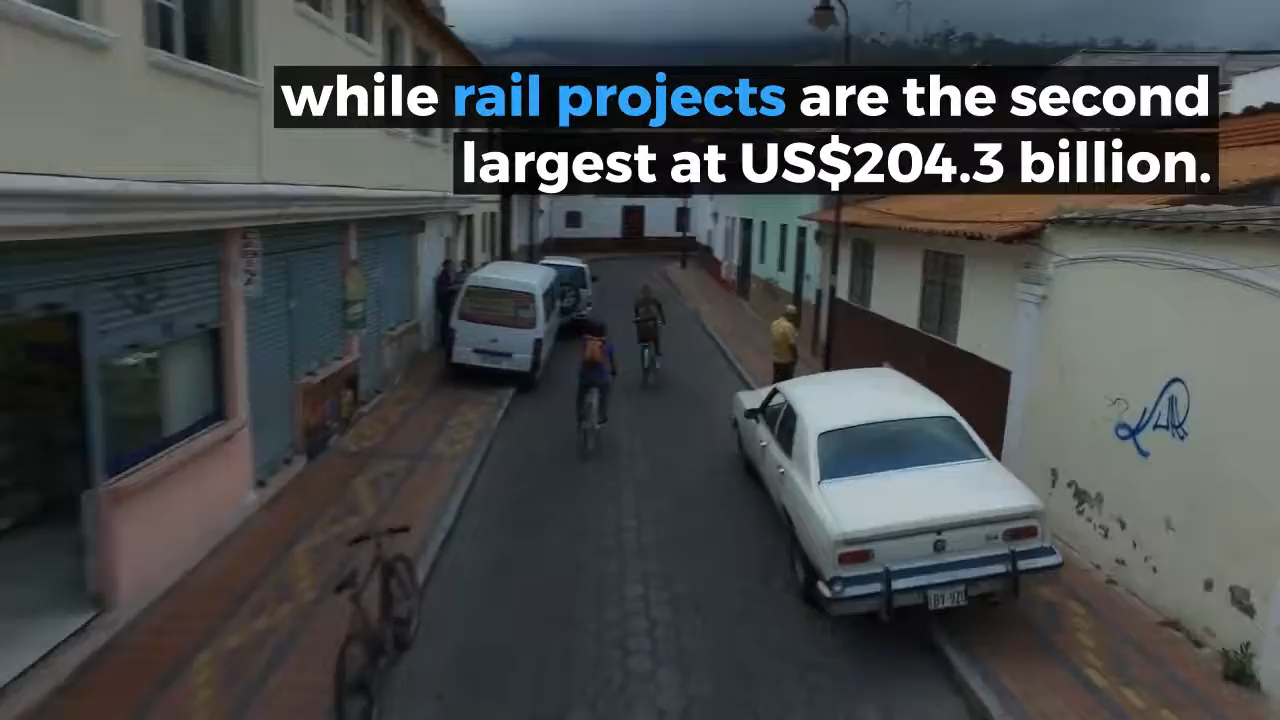 while rail projects are the second
largest at US$204.3 billion.